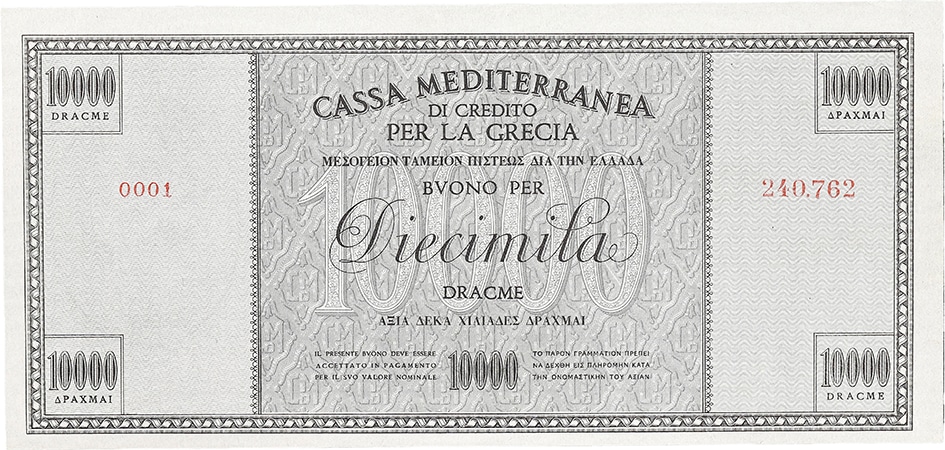 10000
DRACME
10000
ΔΡΑΧΜΑΙ
CASSA MEDITERRANEA
DI CREDITO
PER LA GRECIA
ΜΕΣΟΓΕΙΟΝ ΤΑΜΕΙΟΝ ΠΙΣΤΕΩΣ ΔΙΑ ΤΗΝ ΕΛΛΑΔΑ
0001
BVONO PER
240.762
10000
Diecimila
DRACME
ΑΞΙΑ ΔΕΚΑ ΧΙΛΙΑΔΕΣ ΔΡΑΧΜΑΙ
IL PRESENTE BVONO DEVE ESSERE
ACCETTATO IN PAGAMENTO
PER IL SVO VALORE NOMINALE
10000
ΤΟ ΠΑΡΟΝ ΓΡΑΜΜΑΤΙΟΝ ΠΡΕΠΕΙ
ΝΑ ΔΕΧΘΗ ΕΙΣ ΠΛΗΡΟΜΗΝ ΚΑΤΑ
ΤΗΝ ΟΝΟΜΑΣΤΙΚΗΝ ΤΟΥ ΑΞΙΑΝ
10000
ΔΡΑΧΜΑΙ
10000
DRACME